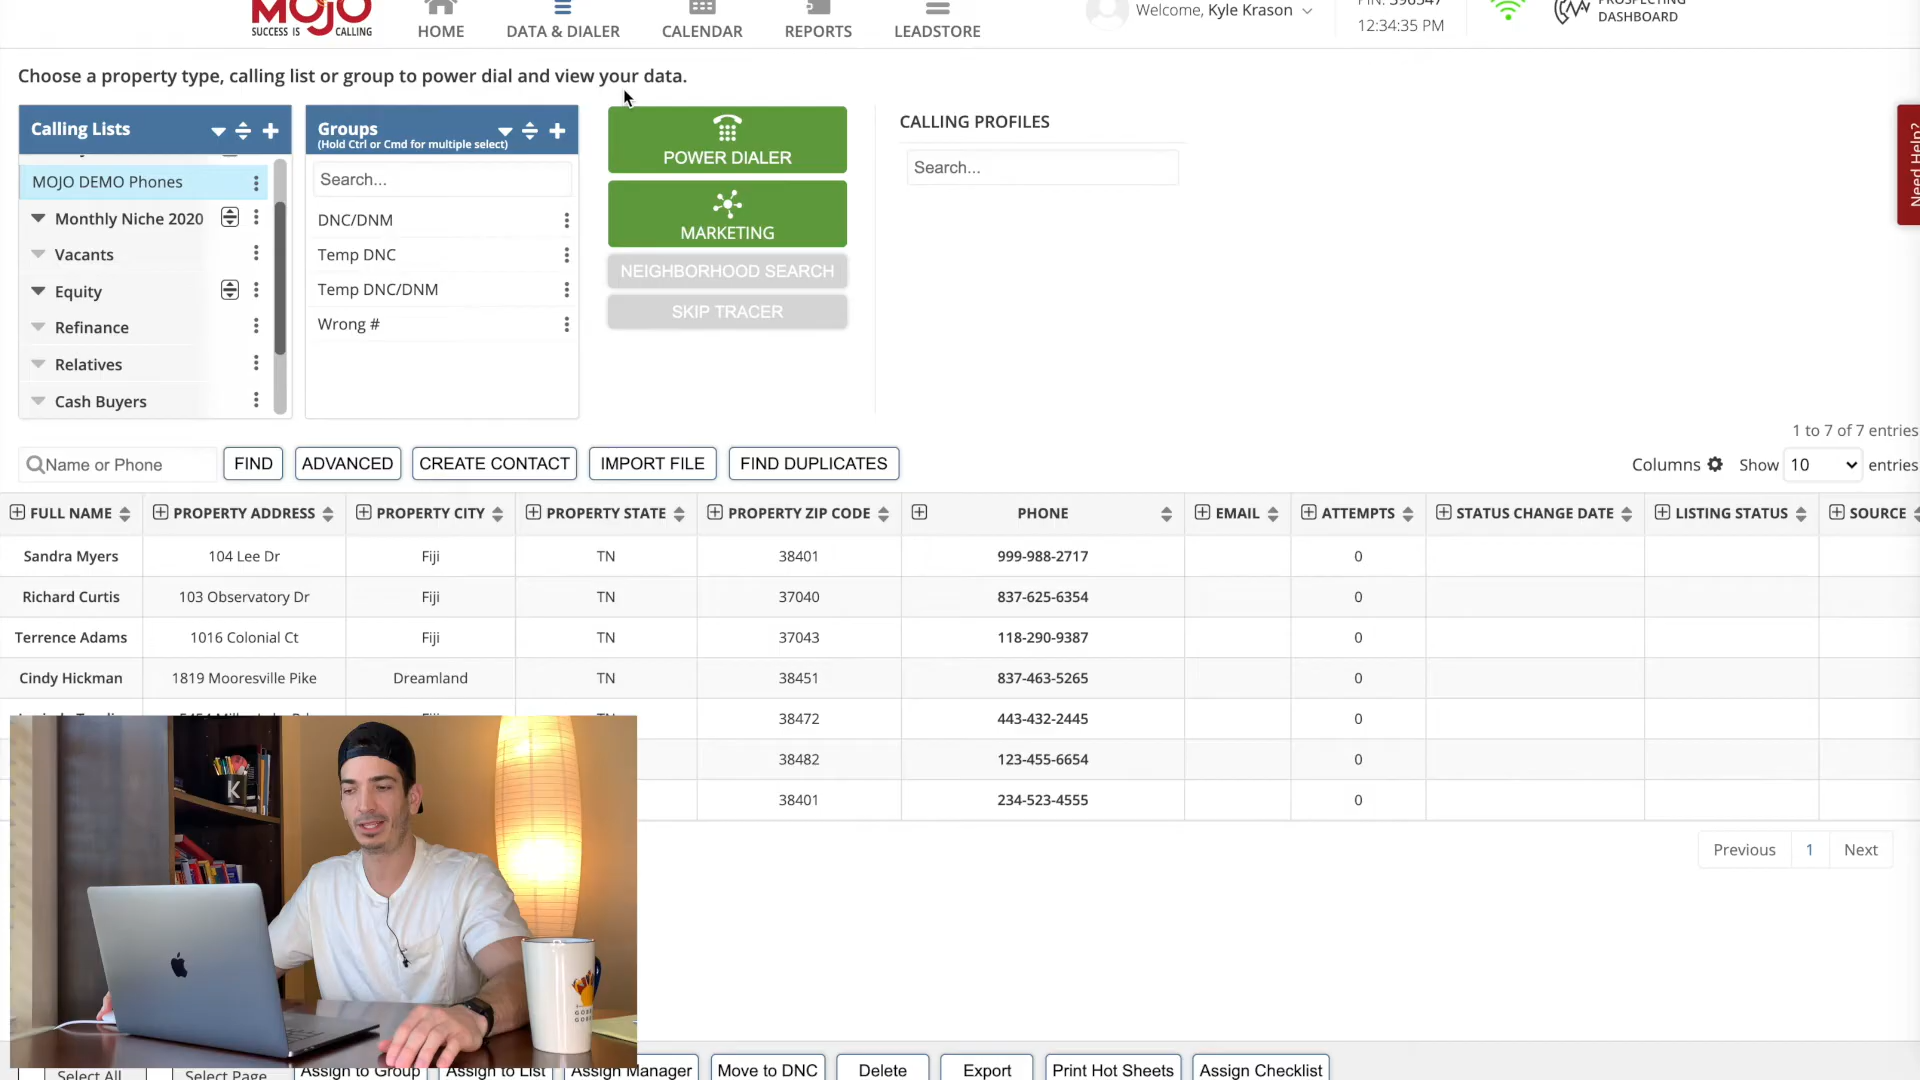 MOJO
SUCCESS IS CALLING
HOME
DATA & DIALER
CALENDAR
REPORTS
LEADSTORE
Welcome, Kyle Krason
12:34:35 PM
PROSPECTING
DASHBOARD
Choose a property type, calling list or group to power dial and view your data.
Need Help?
Calling Lists
MOJO DEMO Phones
Monthly Niche 2020
Vacants
Equity
Refinance
Relatives
Cash Buyers
Groups
(Hold Ctrl or Cmd for multiple select)
Search...
DNC/DNM
Temp DNC
Temp DNC/DNM
Wrong #
POWER DIALER
MARKETING
NEIGHBORHOOD SEARCH
SKIP TRACER
CALLING PROFILES
Search...
1 to 7 of 7 entries
Name or Phone
FIND
ADVANCED
CREATE CONTACT
IMPORT FILE
FIND DUPLICATES
Columns
Show 10 entries
FULL NAME PROPERTY ADDRESS PROPERTY CITY PROPERTY STATE PROPERTY ZIP CODE PHONE EMAIL ATTEMPTS STATUS CHANGE DATE LISTING STATUS SOURCE
Sandra Myers 104 Lee Dr Fiji TN 38401 999-988-2717 0
Richard Curtis 103 Observatory Dr Fiji TN 37040 837-625-6354 0
Terrence Adams 1016 Colonial Ct Fiji TN 37043 118-290-9387 0
Cindy Hickman 1819 Mooresville Pike Dreamland TN 38451 837-463-5265 0
38472 443-432-2445 0
38482 123-455-6654 0
38401 234-523-4555 0
Previous 1 Next
K
Select All
Select Page
Assign to Group
Assign to List
Assign Manager
Move to DNC
Delete
Export
Print Hot Sheets
Assign Checklist